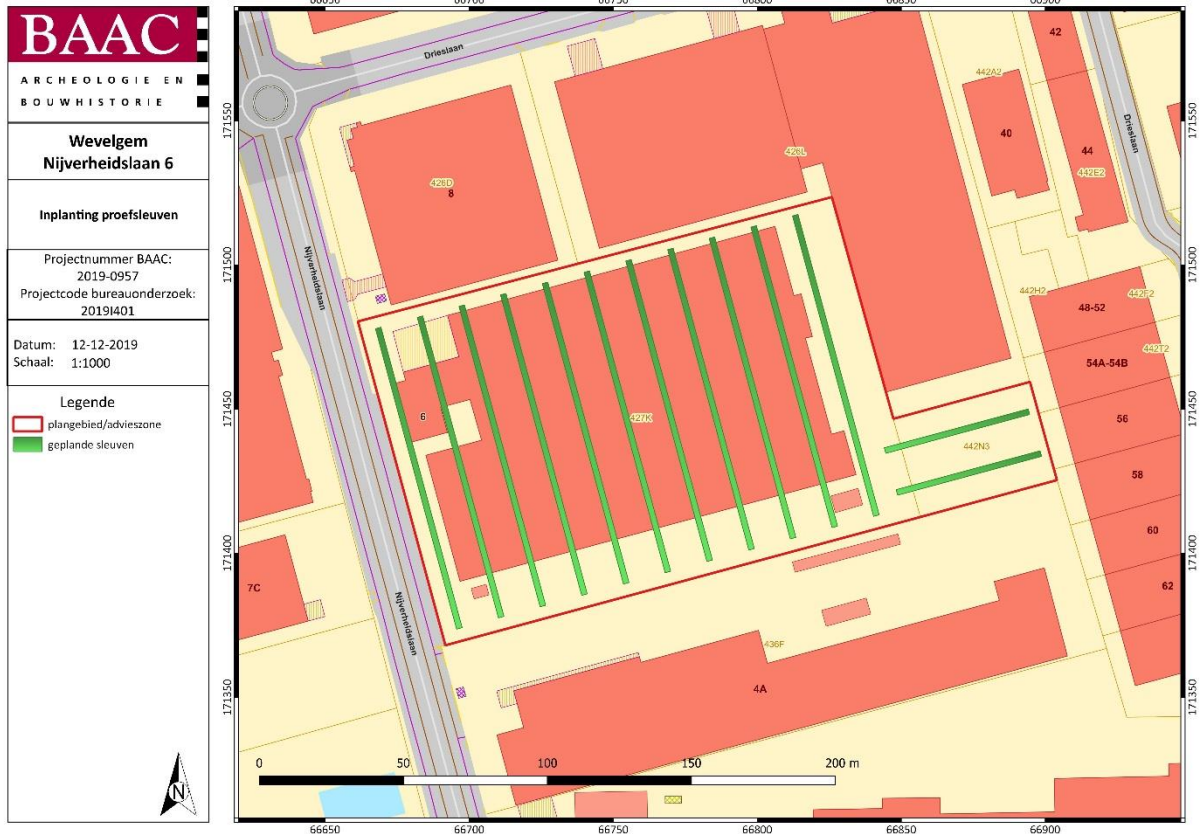 BAAC
ARCHEOLOGIE EN
BOUWHISTORIE
Wevelgem
Nijverheidslaan 6
Inplanting proefsleuven
Projectnummer BAAC:
2019-0957
Projectcode bureauonderzoek:
2019I401
Datum: 12-12-2019
Schaal: 1:1000
Legende
plangebied/advieszone
geplande sleuven
N
66650 66700 66750 66800 66850 66900
171550
171500
171450
171400
171350
171550
171500
171450
171400
171350
Drieslaan
Drieslaan
Nijverheidslaan
Nijverheidslaan
42
442A2
40
44
442E2
426D
8
426L
442H2
48-52
442F2
54A-54B
442T2
56
6
427K
442N3
58
60
62
7C
436F
4A
0 50 100 150 200 m
66650 66700 66750 66800 66850 66900